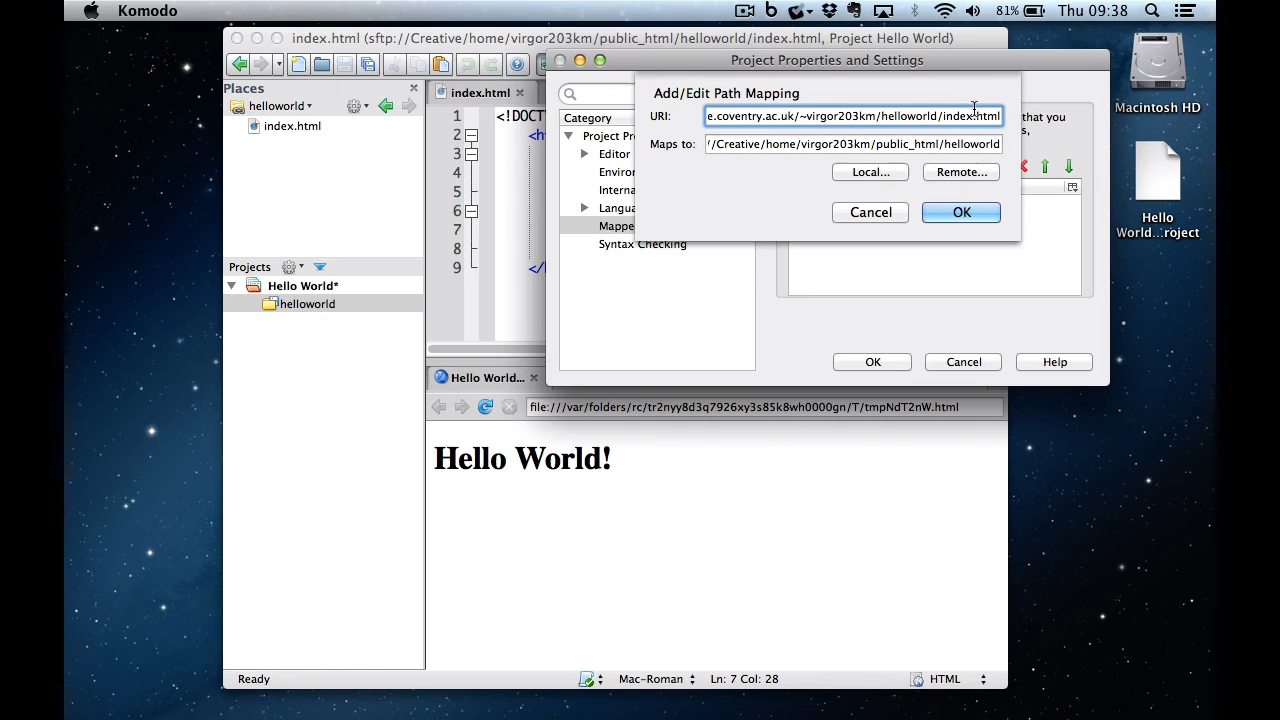 Komodo
81%
Thu 09:38
index.html (sftp://Creative/home/virgor203km/public_html/helloworld/index.html, Project Hello World)
Places
helloworld
index.html
Projects
Hello World*
helloworld
index.html
1 <!DOCT
2 <h
3
4
5
6
7
8
9 </
Project Properties and Settings
Category
Project Pr
Editor
Enviro
Interna
Langua
Mappe
Syntax Checking
that you
Add/Edit Path Mapping
URI: e.coventry.ac.uk/~virgor203km/helloworld/index.html
Maps to: //Creative/home/virgor203km/public_html/helloworld
Local... Remote...
Cancel OK
OK Cancel Help
Hello World...
file:///var/folders/rc/tr2nyy8d3q7926xy3s85k8wh0000gn/T/tmpNdT2nW.html
Hello World!
Ready
Mac-Roman
Ln: 7 Col: 28
HTML
Macintosh HD
Hello
World...roject